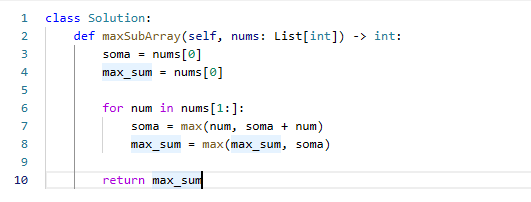 1 class Solution:
2     def maxSubArray(self, nums: List[int]) -> int:
3         soma = nums[0]
4         max_sum = nums[0]
5
6         for num in nums[1:]:
7             soma = max(num, soma + num)
8             max_sum = max(max_sum, soma)
9
10         return max_sum